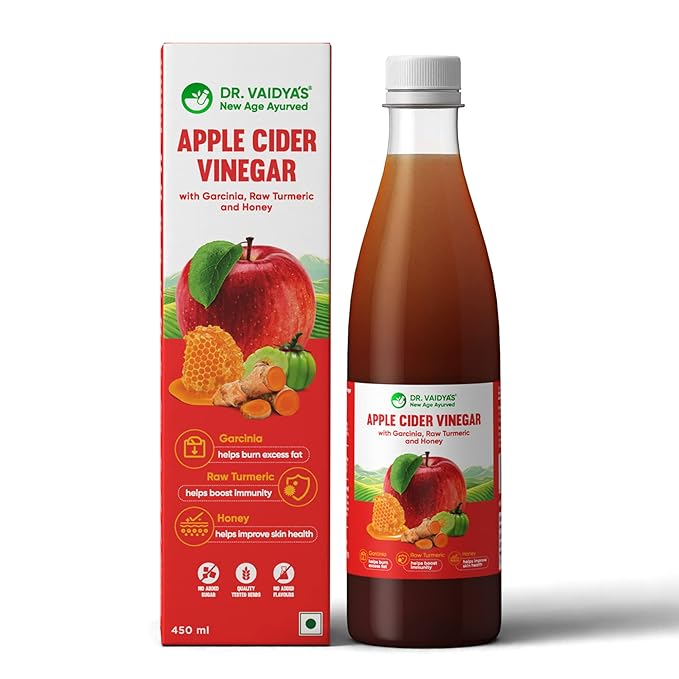 DR. VAIDYA'S®
New Age Ayurved
APPLE CIDER
VINEGAR
with Garcinia, Raw Turmeric
and Honey
Garcinia
helps burn excess fat
Raw Turmeric
helps boost immunity
Honey
helps improve skin health
NO ADDED
SUGAR
QUALITY
TESTED HERBS
NO ADDED
FLAVOURS
450 ml
DR. VAIDYA'S
New Age Ayurved
APPLE CIDER VINEGAR
with Garcinia, Raw Turmeric
and Honey
Garcinia
helps burn
excess fat
Raw Turmeric
helps boost
immunity
Honey
helps improve
skin health